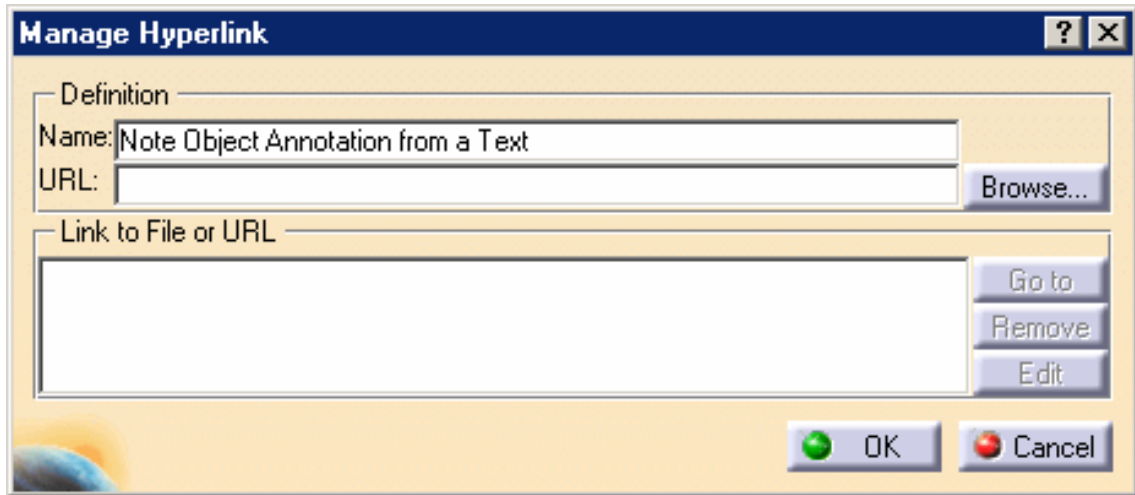 Manage Hyperlink ? X
Definition
Name: Note Object Annotation from a Text
URL: Browse...
Link to File or URL
Go to
Remove
Edit
OK Cancel